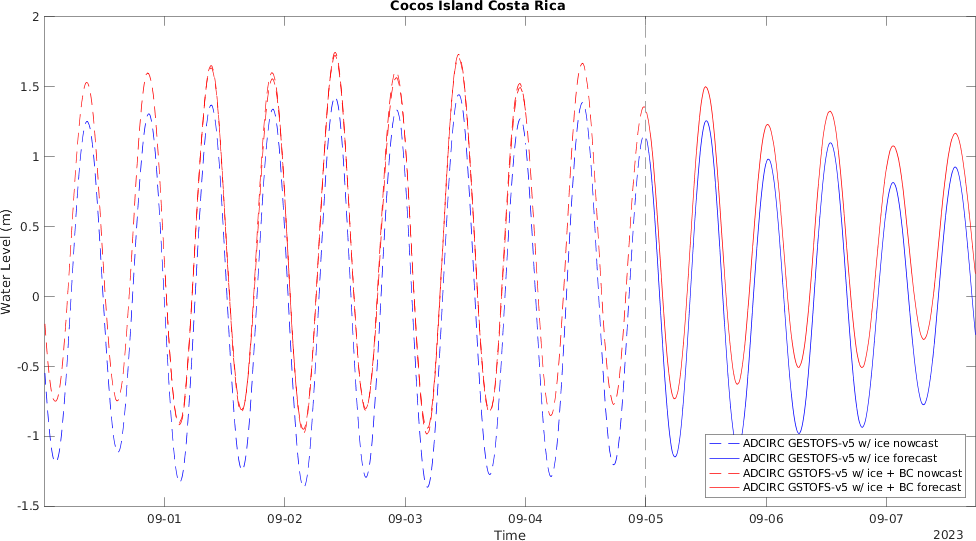 Cocos Island Costa Rica
2
1.5
1
0.5
0
-0.5
-1
-1.5
Water Level (m)
09-01
09-02
09-03
09-04
09-05
09-06
09-07
Time
2023
ADCIRC GESTOFS-v5 w/ ice nowcast
ADCIRC GESTOFS-v5 w/ ice forecast
ADCIRC GSTOFS-v5 w/ ice + BC nowcast
ADCIRC GSTOFS-v5 w/ ice + BC forecast